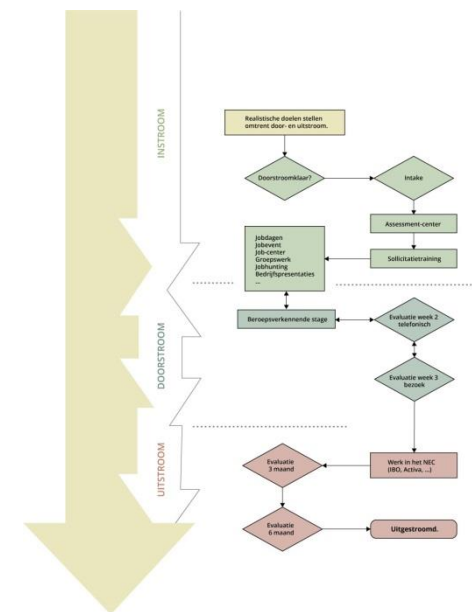 INSTROOM
Realistische doelen stellen
omtrent door- en uitstroom.
Doorstroomklaar?
Intake
Assessment-center
Sollicitatietraining
Jobdagen
Jobevent
Job-center
Groepswerk
Jobhunting
Bedrijfspresentaties
...
DOORSTROOM
Beroepsverkennende stage
Evaluatie week 2
telefonisch
Evaluatie week 3
bezoek
UITSTROOM
Werk in het NEC
(IBO, Activa, ...)
Evaluatie
3 maand
Evaluatie
6 maand
Uitgestroomd.